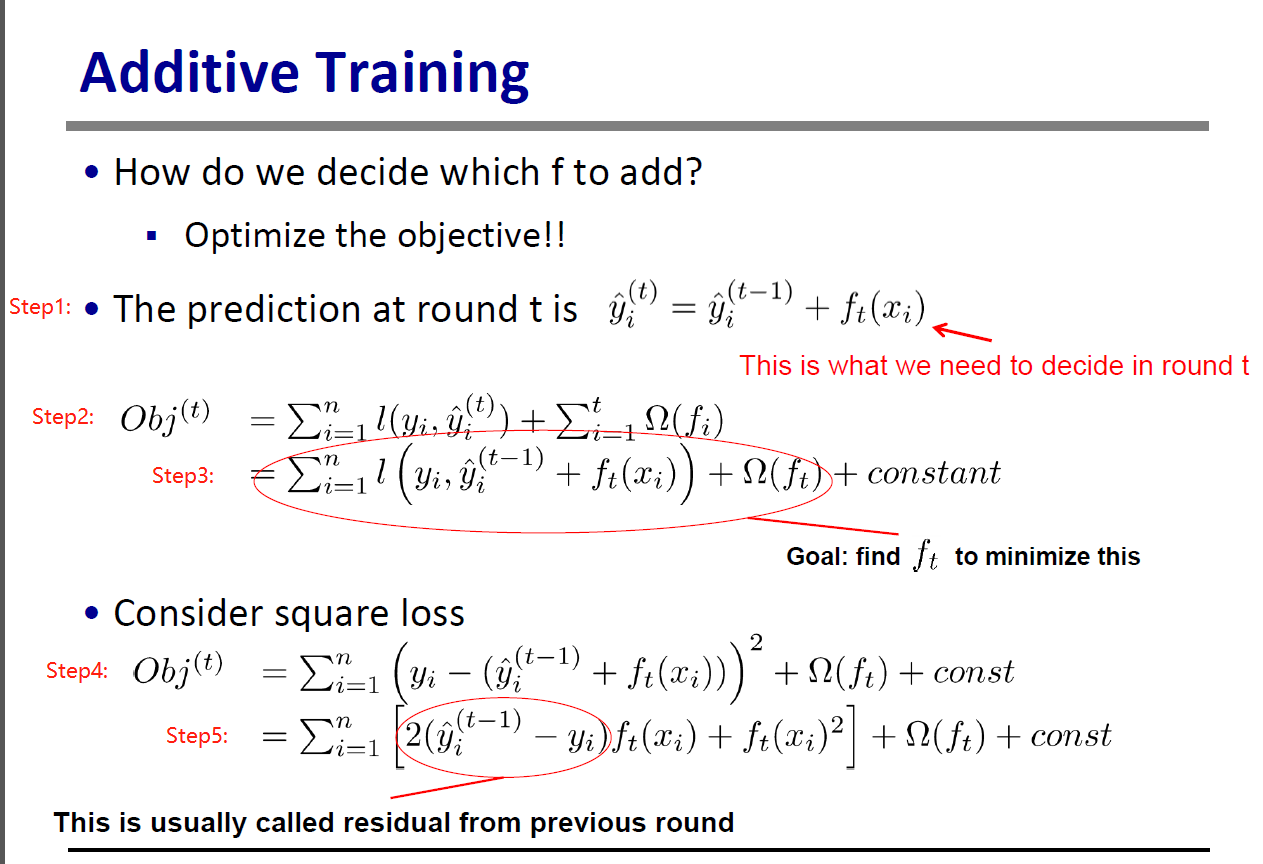 Additive Training
• How do we decide which f to add?
▪ Optimize the objective!!
Step1: • The prediction at round t is $\hat{y}_i^{(t)} = \hat{y}_i^{(t-1)} + f_t(x_i)$
This is what we need to decide in round t
Step2: $Obj^{(t)} = \sum_{i=1}^{n} l(y_i, \hat{y}_i^{(t)}) + \sum_{i=1}^{t} \Omega(f_i)$
Step3: $= \sum_{i=1}^{n} l\left(y_i, \hat{y}_i^{(t-1)} + f_t(x_i)\right) + \Omega(f_t) + constant$
Goal: find $f_t$ to minimize this
• Consider square loss
Step4: $Obj^{(t)} = \sum_{i=1}^{n} \left(y_i - (\hat{y}_i^{(t-1)} + f_t(x_i))\right)^2 + \Omega(f_t) + const$
Step5: $= \sum_{i=1}^{n} \left[2(\hat{y}_i^{(t-1)} - y_i)f_t(x_i) + f_t(x_i)^2\right] + \Omega(f_t) + const$
This is usually called residual from previous round